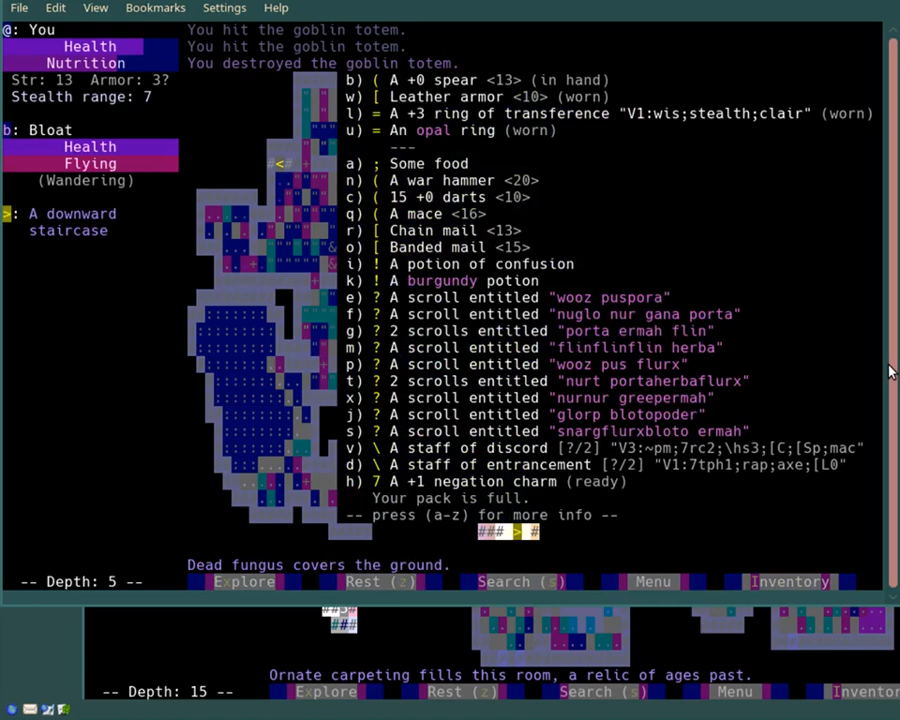 File Edit View Bookmarks Settings Help
@: You
Health
Nutrition
Str: 13 Armor: 3?
Stealth range: 7
b: Bloat
Health
Flying
(Wandering)
>: A downward
staircase
You hit the goblin totem.
You hit the goblin totem.
You destroyed the goblin totem.
b) ( A +0 spear <13> (in hand)
w) [ Leather armor <10> (worn)
l) = A +3 ring of transference "V1:wis;stealth;clair" (worn)
u) = An opal ring (worn)
---
a) ; Some food
n) ( A war hammer <20>
c) ( 15 +0 darts <10>
q) ( A mace <16>
r) [ Chain mail <13>
o) [ Banded mail <15>
i) ! A potion of confusion
k) ! A burgundy potion
e) ? A scroll entitled "wooz puspora"
f) ? A scroll entitled "nuglo nur gana porta"
g) ? 2 scrolls entitled "porta ermah flin"
m) ? A scroll entitled "flinflinflin herba"
p) ? A scroll entitled "wooz pus flurx"
t) ? 2 scrolls entitled "nurt portaherbaflurx"
x) ? A scroll entitled "nurnur greepermah"
j) ? A scroll entitled "glorp blotopoder"
s) ? A scroll entitled "snargflurxbloto ermah"
v) \ A staff of discord [?/2] "V3:~pm;7rc2;\hs3;[C;[Sp;mac"
d) \ A staff of entrancement [?/2] "V1:7tph1;rap;axe;[L0"
h) 7 A +1 negation charm (ready)
Your pack is full.
-- press (a-z) for more info --
### > #
Dead fungus covers the ground.
-- Depth: 5 -- Explore Rest (z) Search (s) Menu Inventory
Ornate carpeting fills this room, a relic of ages past.
-- Depth: 15 -- Explore Rest (z) Search (s) Menu Inventor